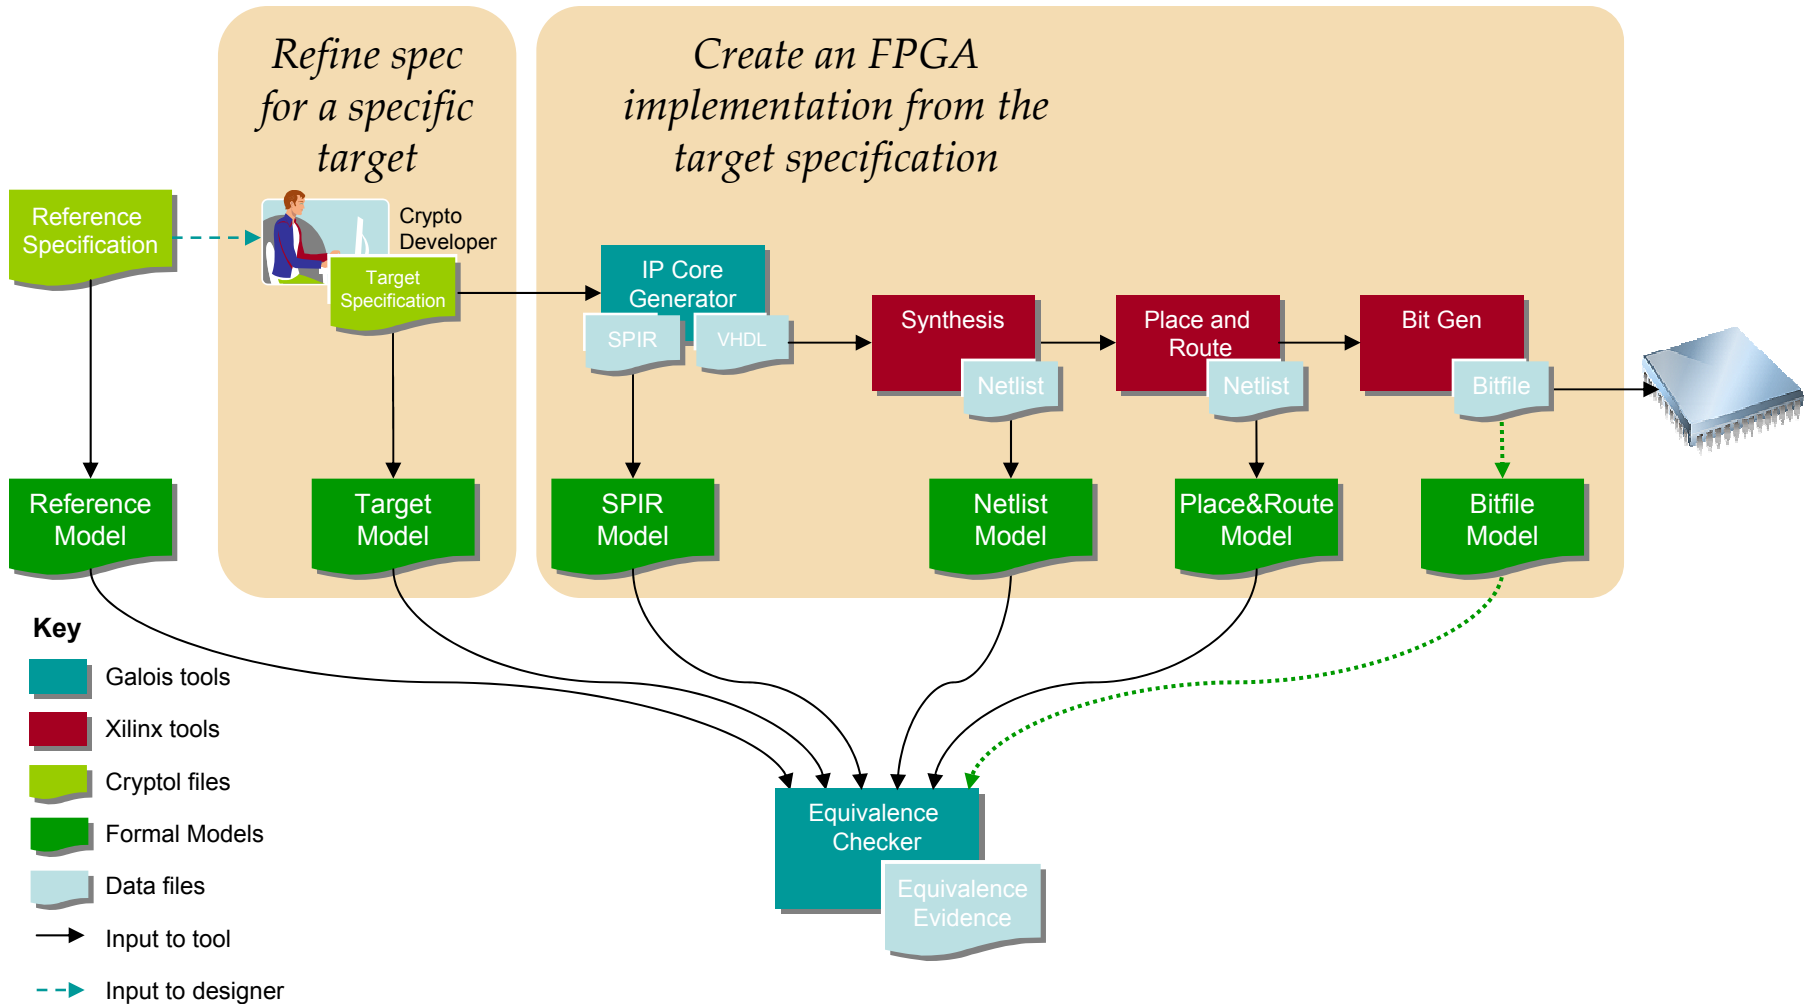 Refine spec
for a specific
target
Create an FPGA
implementation from the
target specification
Reference
Specification
Crypto
Developer
Target
Specification
IP Core
Generator
SPIR
VHDL
Synthesis
Netlist
Place and
Route
Netlist
Bit Gen
Bitfile
Reference
Model
Target
Model
SPIR
Model
Netlist
Model
Place&Route
Model
Bitfile
Model
Key
Galois tools
Xilinx tools
Cryptol files
Formal Models
Data files
Input to tool
Input to designer
Equivalence
Checker
Equivalence
Evidence